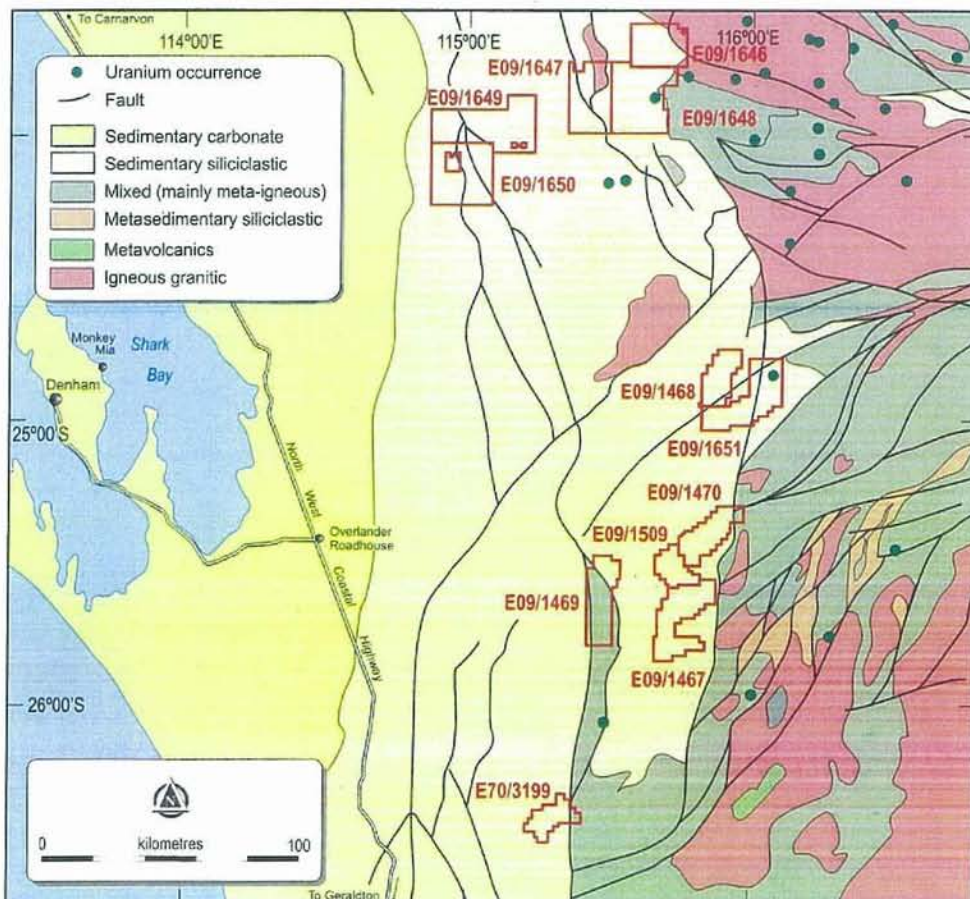 To Carnarvon
114°00'E
115°00'E
116°00'E
Uranium occurrence
Fault
Sedimentary carbonate
Sedimentary siliciclastic
Mixed (mainly meta-igneous)
Metasedimentary siliciclastic
Metavolcanics
Igneous granitic
E09/1646
E09/1647
E09/1649
E09/1648
E09/1650
Monkey
Mia
Shark
Bay
Denham
25°00'S
E09/1468
E09/1651
North West Coastal Highway
E09/1470
E09/1509
Overlander
Roadhouse
E09/1469
E09/1467
26°00'S
E70/3199
0 kilometres 100
To Geraldton